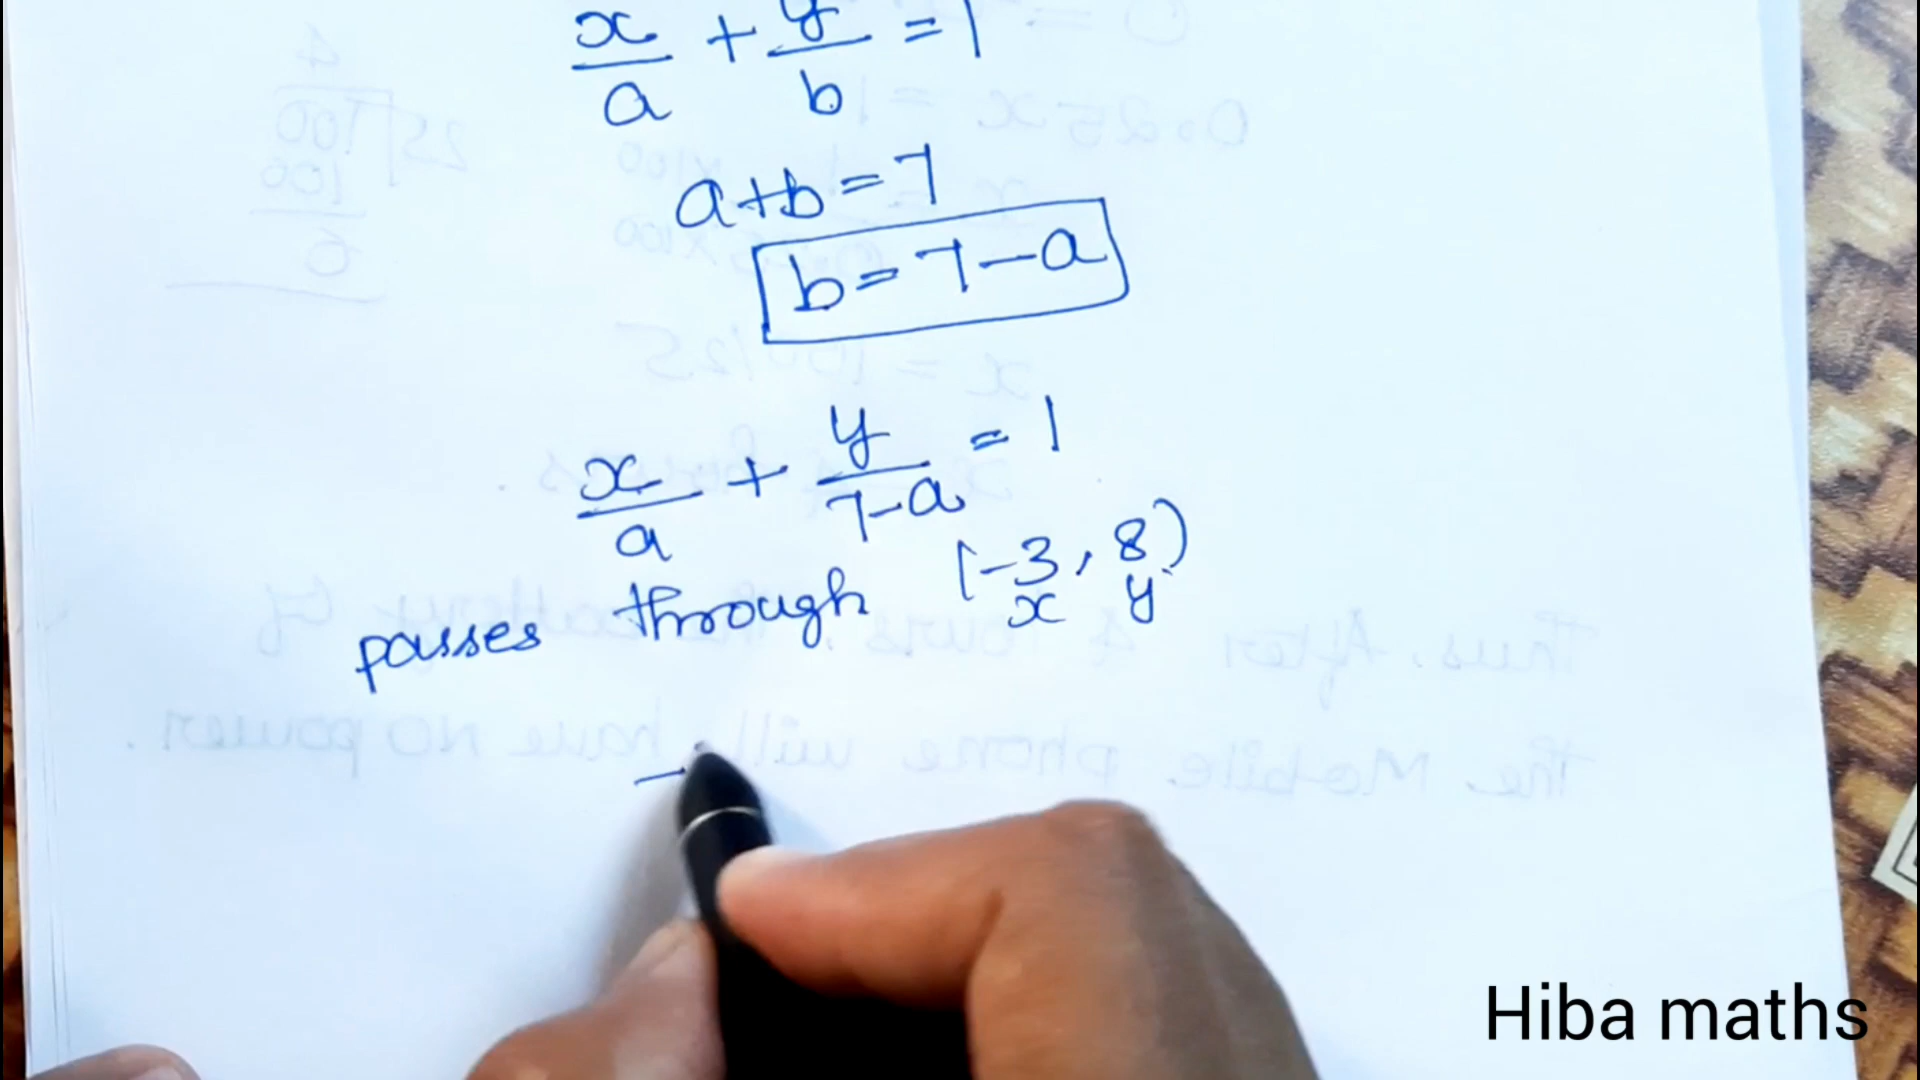 x/a + y/b = 1
a+b=7
b=7-a
x/a + y/7-a = 1
passes through (-3, 8)
x y
Hiba maths